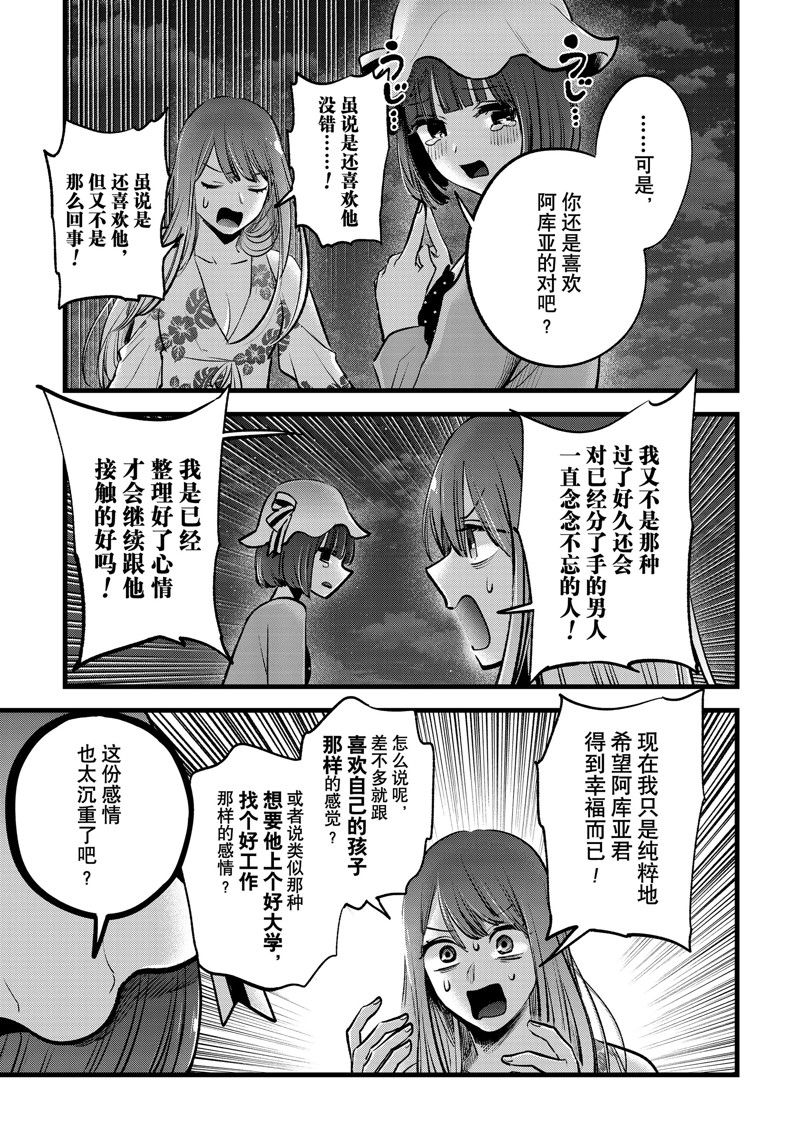 ……可是，
你还是喜欢
阿库亚的对吧？
うじ…
うじ…
虽说是还喜欢他
没错……！
虽说是
还喜欢他，
但又不是
那么回事！
我又不是那种
过了好久还会
对已经分了手的男人
一直念念不忘的人！
我是已经
整理好了心情
才会继续跟他
接触的好吗！
现在我只是纯粹地
希望阿库亚君
得到幸福而已！
怎么说呢，
差不多就跟
喜欢自己的孩子
那样的感觉？
或者说类似那种
想要他上个好大学，
找个好工作
那样的感情？
这份感情
也太沉重了吧？